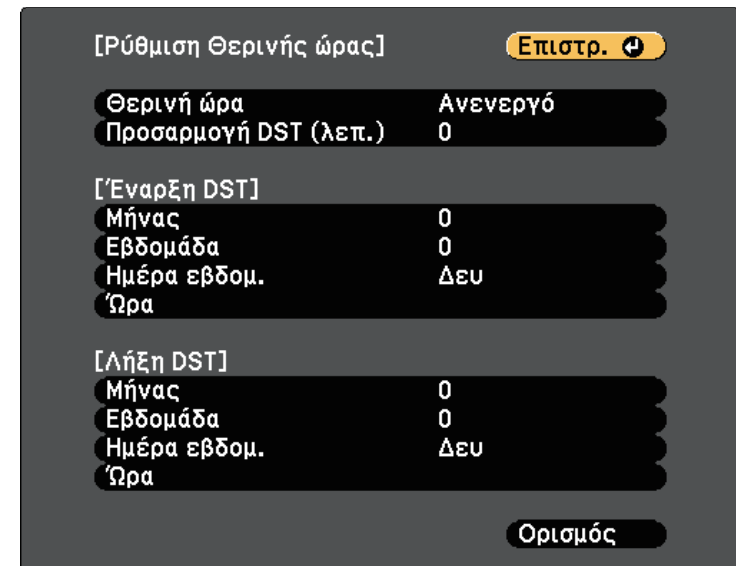 [Ρύθμιση Θερινής ώρας] Επιστρ.
Θερινή ώρα Ανενεργό
Προσαρμογή DST (λεπ.) 0
[Έναρξη DST]
Μήνας 0
Εβδομάδα 0
Ημέρα εβδομ. Δευ
Ώρα
[Λήξη DST]
Μήνας 0
Εβδομάδα 0
Ημέρα εβδομ. Δευ
Ώρα
Ορισμός